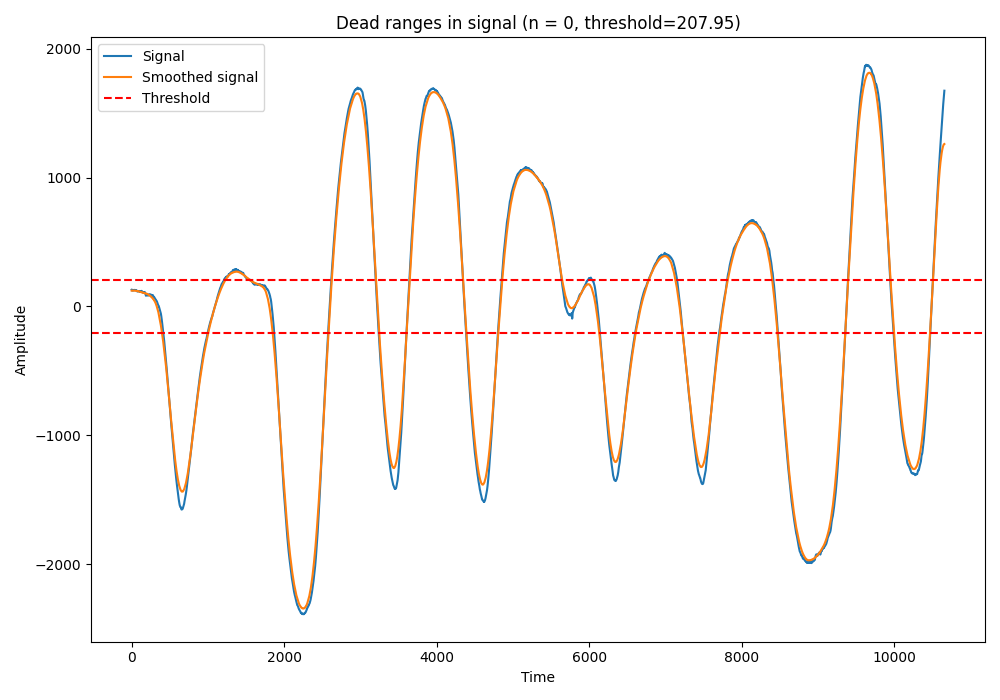 Dead ranges in signal (n = 0, threshold=207.95)
Signal
Smoothed signal
Threshold
2000
1000
0
−1000
−2000
Amplitude
0 2000 4000 6000 8000 10000
Time